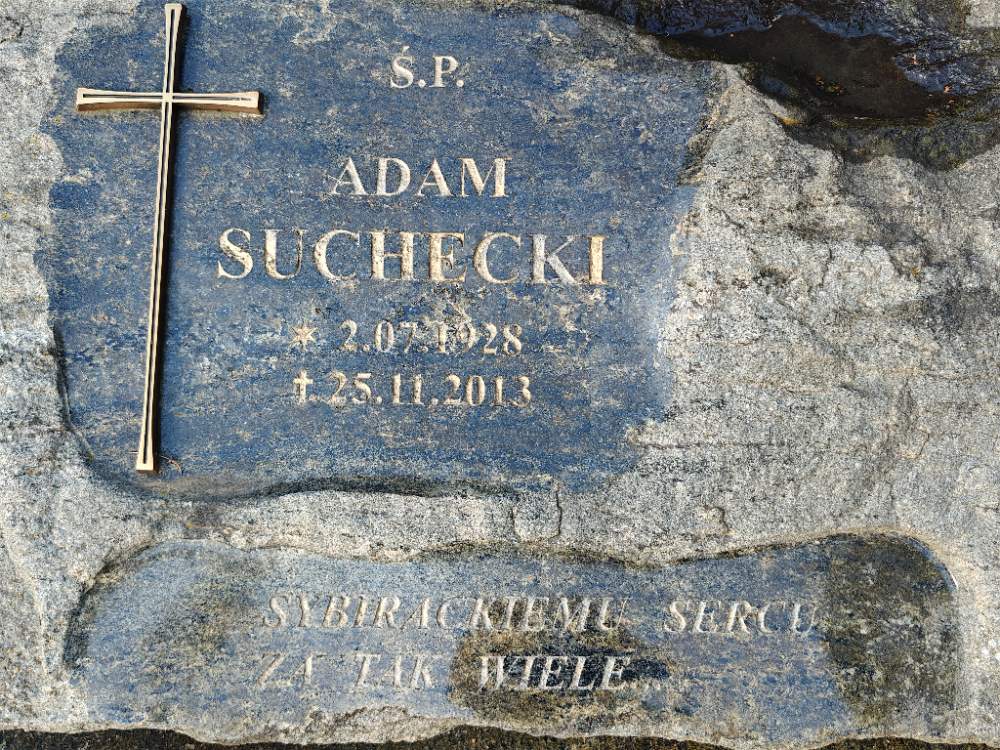 Ś.P.
ADAM
SUCHECKI
* 2.07.1928
† 25.11.2013
SYBIRACKIEMU SERCU
ZA TAK WIELE...